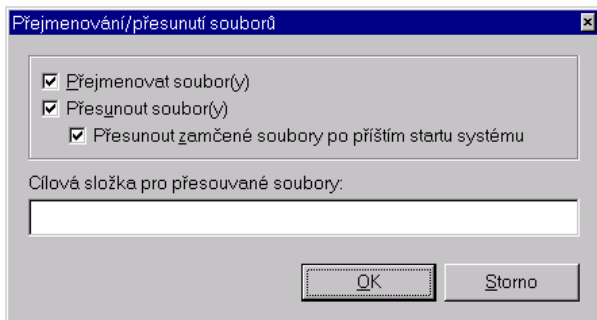 Přejmenování/přesunutí souborů
Přejmenovat soubor(y)
Přesunout soubor(y)
Přesunout zamčené soubory po příštím startu systému
Cílová složka pro přesouvané soubory:
OK
Storno